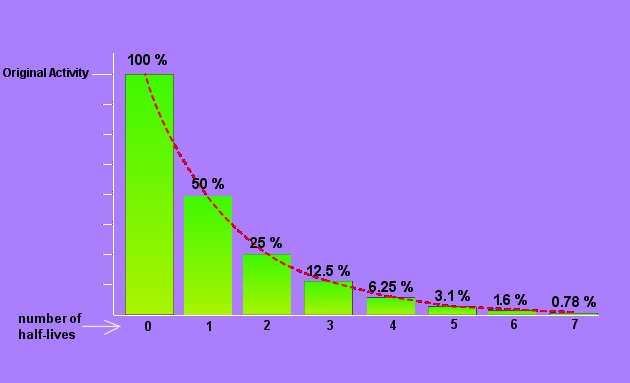 100 %
Original Activity
50 %
25 %
12.5 %
6.25 %
3.1 %
1.6 %
0.78 %
number of
half-lives
0 1 2 3 4 5 6 7